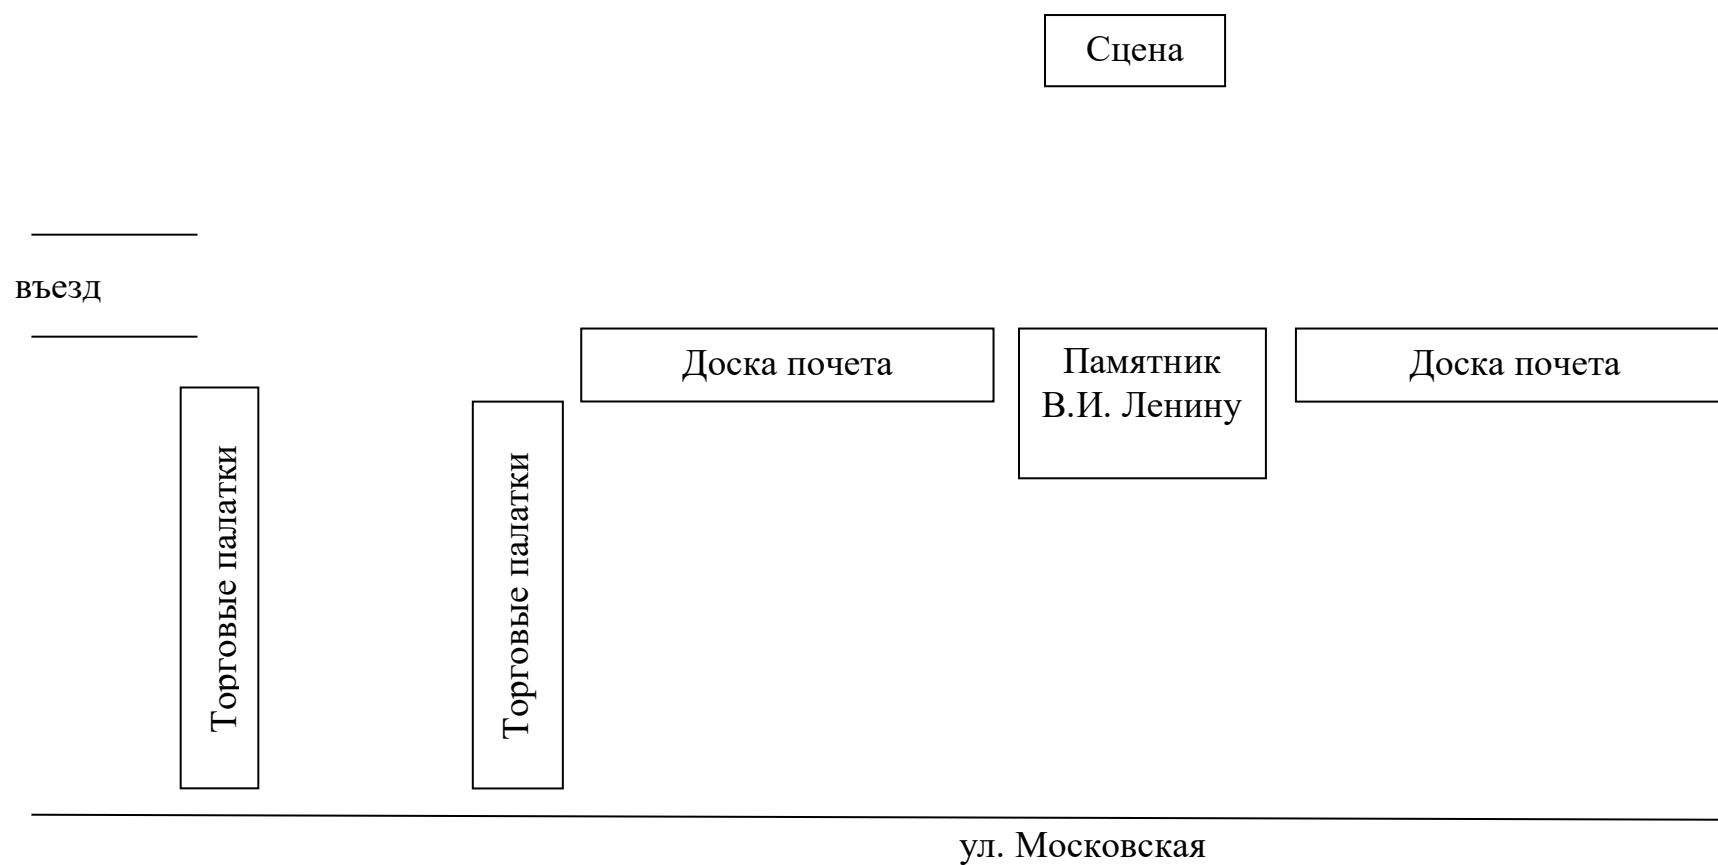 Сцена
въезд
Доска почета
Памятник
В.И. Ленину
Доска почета
Торговые палатки
Торговые палатки
ул. Московская